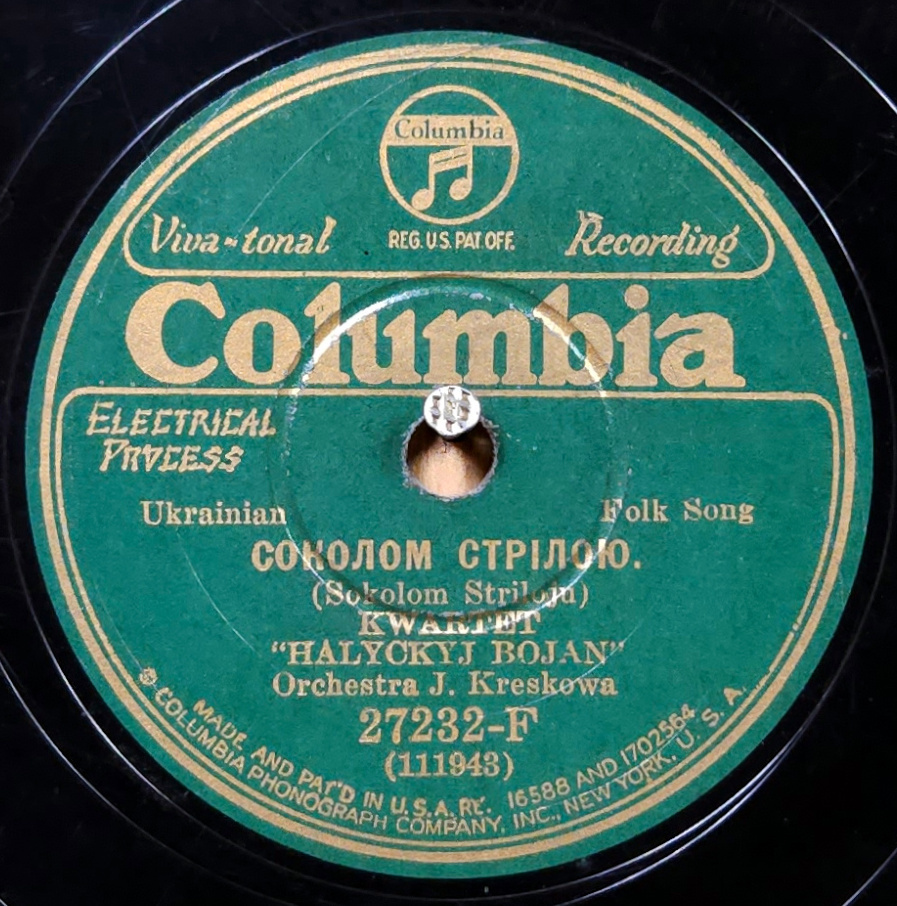 Columbia
REG. U.S. PAT. OFF.
Viva-tonal Recording
Columbia
ELECTRICAL
PROCESS
Ukrainian Folk Song
СОКОЛОМ СТРІЛОЮ.
(Sokolom Striloju)
KWARTET
"HALYCKYJ BOJAN"
Orchestra J. Kreskowa
27232-F
(111943)
MADE AND PAT'D IN U.S.A. RE. 16588 AND 1702564
COLUMBIA PHONOGRAPH COMPANY, INC., NEW YORK, U. S. A.